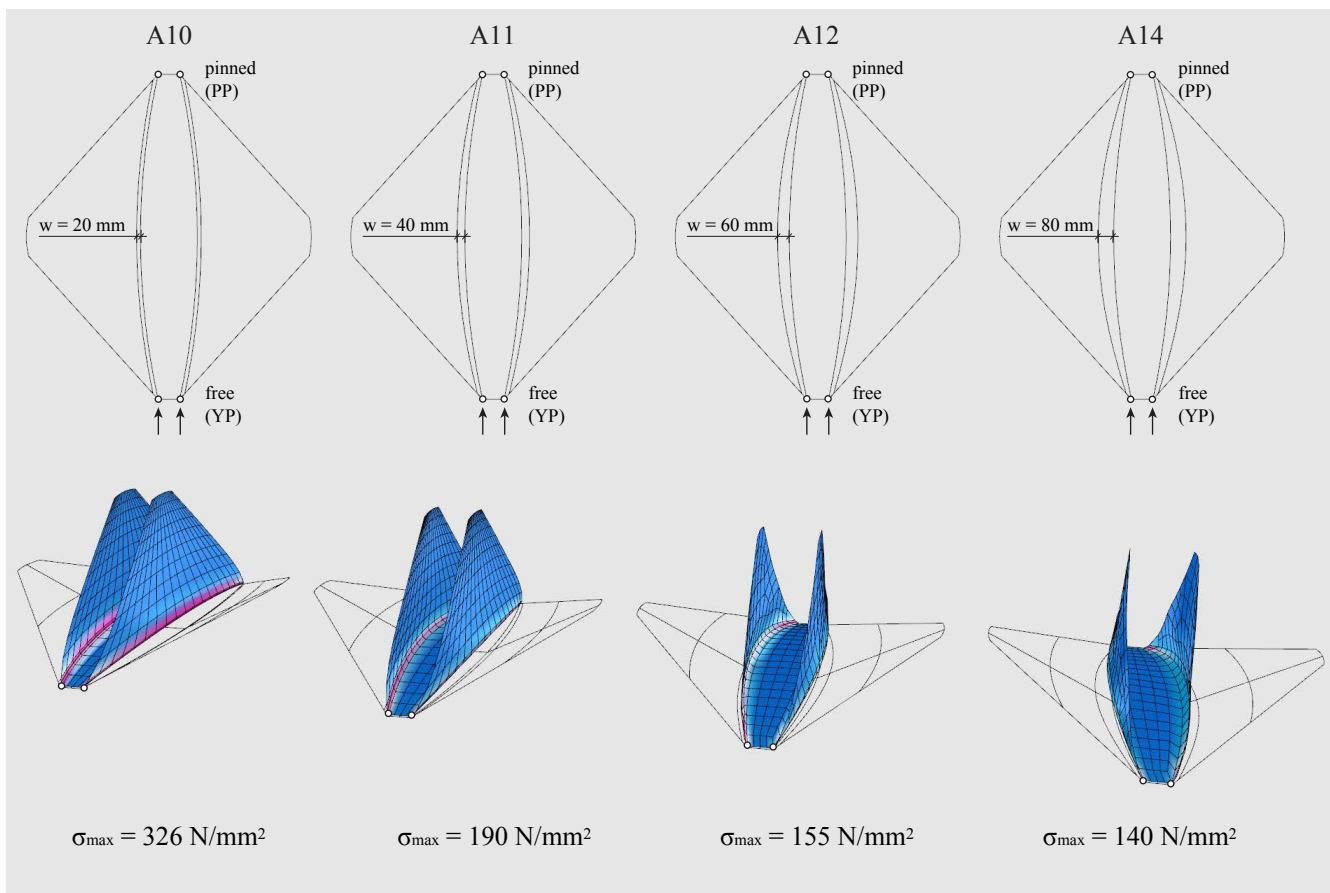 A10
A11
A12
A14
pinned
(PP)
pinned
(PP)
pinned
(PP)
pinned
(PP)
w = 20 mm
w = 40 mm
w = 60 mm
w = 80 mm
free
(YP)
free
(YP)
free
(YP)
free
(YP)
σmax = 326 N/mm²
σmax = 190 N/mm²
σmax = 155 N/mm²
σmax = 140 N/mm²